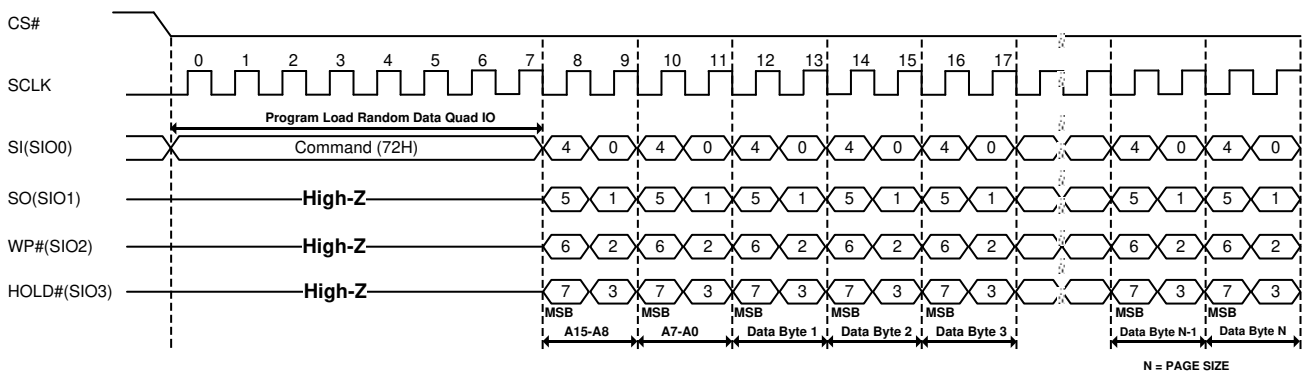 CS#
0 1 2 3 4 5 6 7 8 9 10 11 12 13 14 15 16 17
SCLK
Program Load Random Data Quad IO
SI(SIO0) Command (72H) 4 0 4 0 4 0 4 0 4 0 4 0 4 0
SO(SIO1) High-Z 5 1 5 1 5 1 5 1 5 1 5 1 5 1
WP#(SIO2) High-Z 6 2 6 2 6 2 6 2 6 2 6 2 6 2
HOLD#(SIO3) High-Z 7 3 7 3 7 3 7 3 7 3 7 3 7 3
MSB MSB MSB MSB MSB MSB MSB
A15-A8 A7-A0 Data Byte 1 Data Byte 2 Data Byte 3 Data Byte N-1 Data Byte N
N = PAGE SIZE